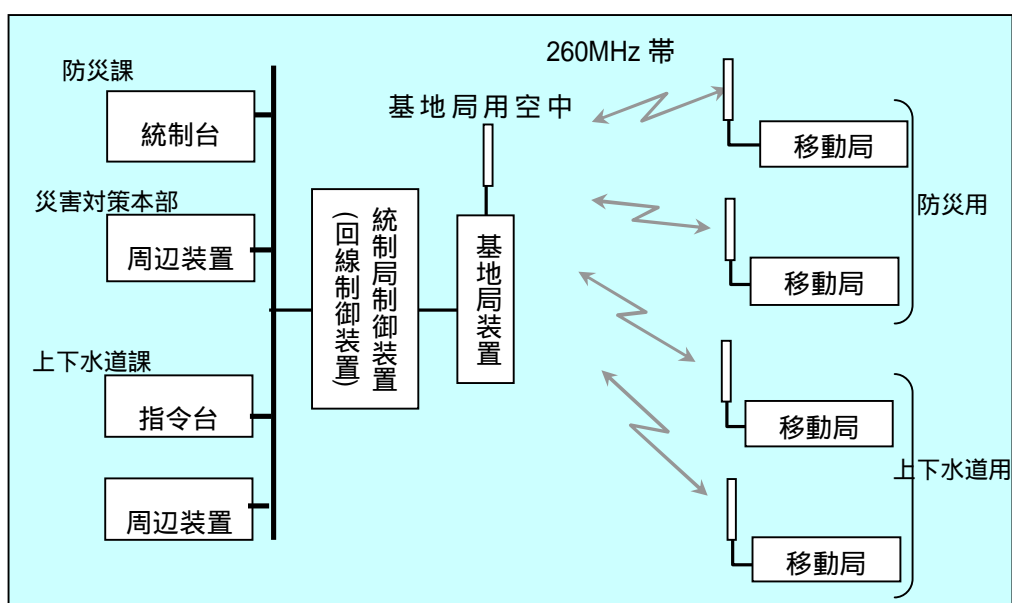 260MHz 帯
防災課
統制台
災害対策本部
周辺装置
上下水道課
指令台
周辺装置
統制局制御装置
(回線制御装置)
基地局用空中
基地局装置
移動局
移動局
防災用
移動局
移動局
上下水道用